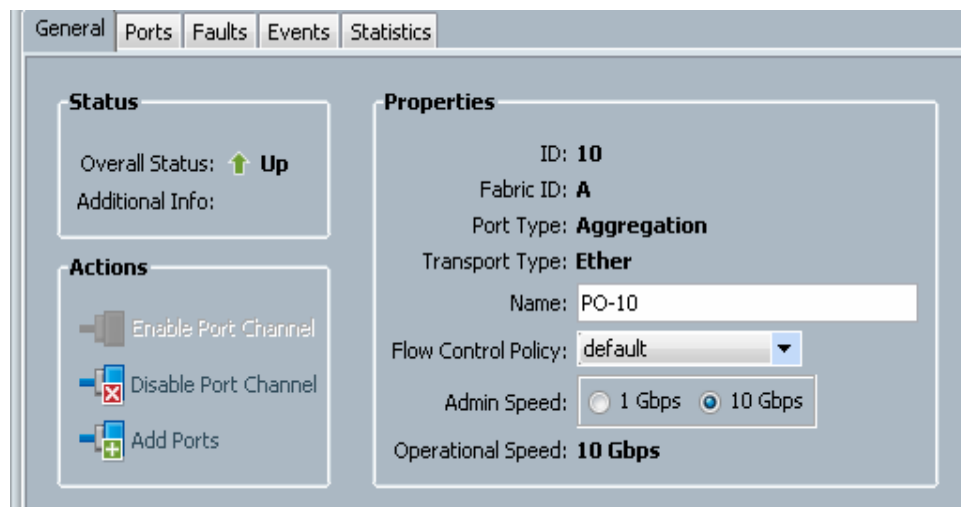 General Ports Faults Events Statistics
Status
Overall Status: Up
Additional Info:
Actions
Enable Port Channel
Disable Port Channel
Add Ports
Properties
ID: 10
Fabric ID: A
Port Type: Aggregation
Transport Type: Ether
Name: PO-10
Flow Control Policy: default
Admin Speed: 1 Gbps 10 Gbps
Operational Speed: 10 Gbps